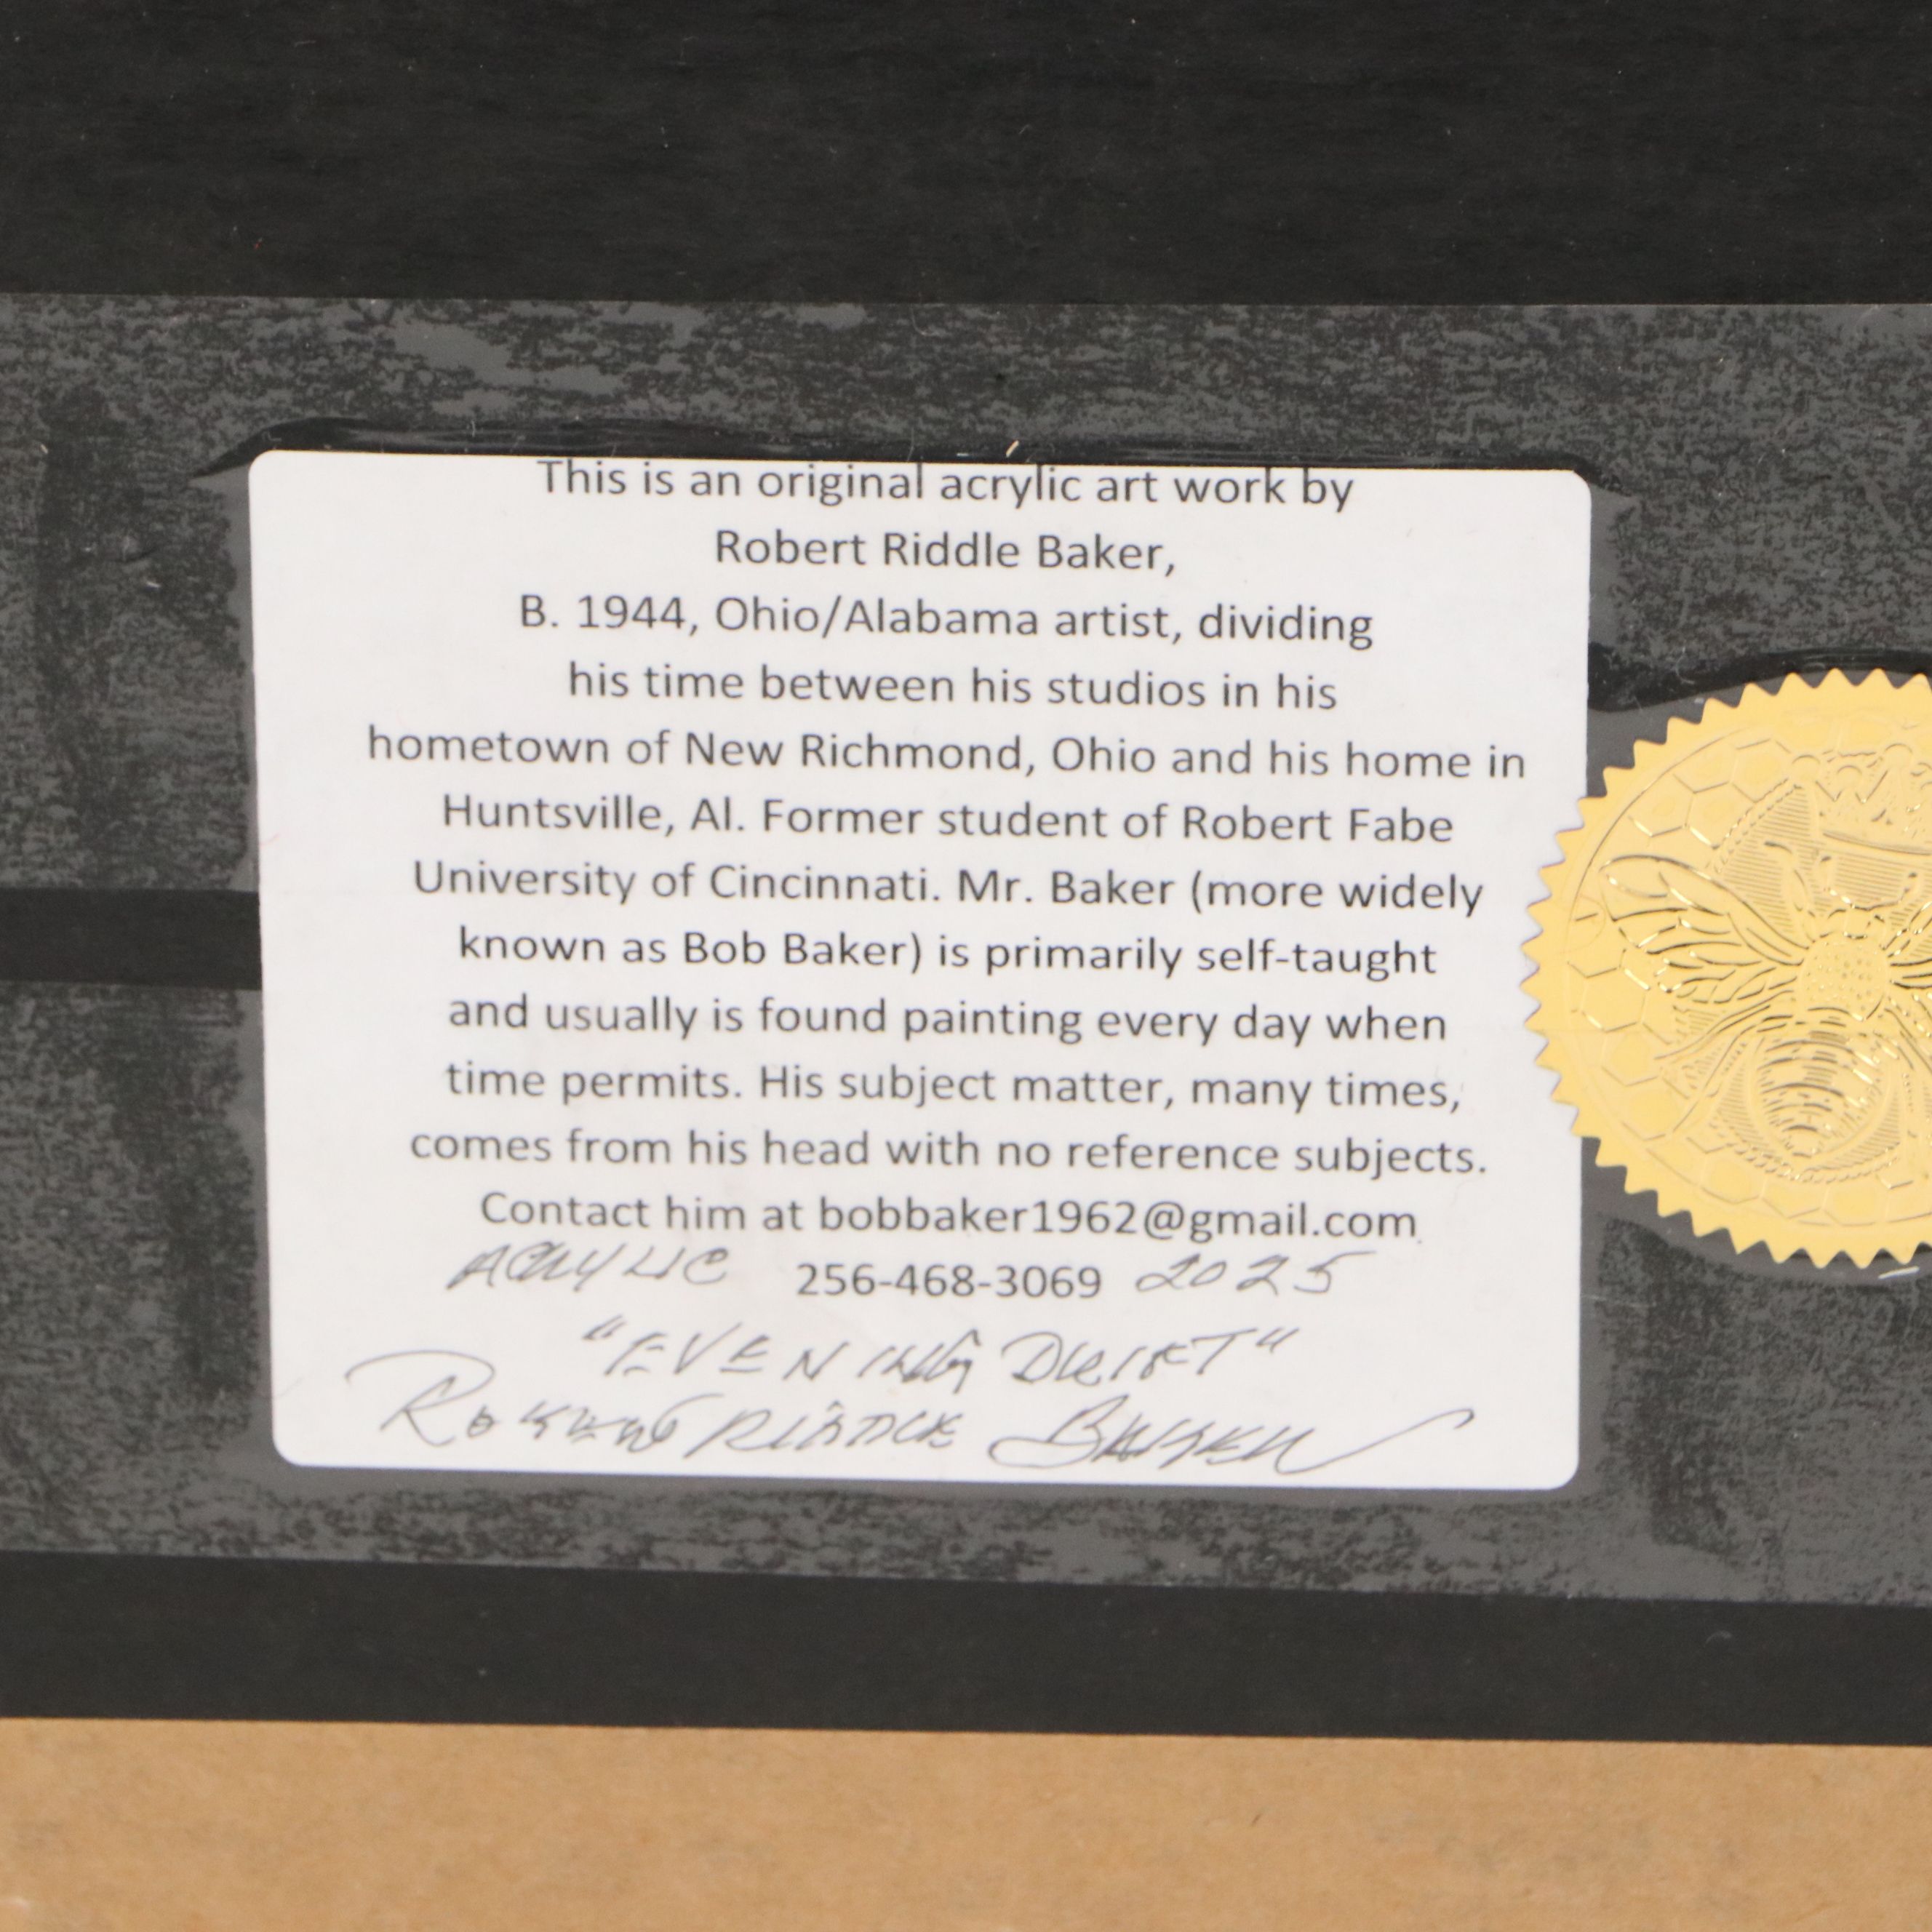 This is an original acrylic art work by
Robert Riddle Baker,
B. 1944, Ohio/Alabama artist, dividing
his time between his studios in his
hometown of New Richmond, Ohio and his home in
Huntsville, Al. Former student of Robert Fabe
University of Cincinnati. Mr. Baker (more widely
known as Bob Baker) is primarily self-taught
and usually is found painting every day when
time permits. His subject matter, many times,
comes from his head with no reference subjects.
Contact him at bobbaker1962@gmail.com
ACRYLIC 256-468-3069 2025
"EVENING DRIFT"
ROBERT RIDDLE BAKER